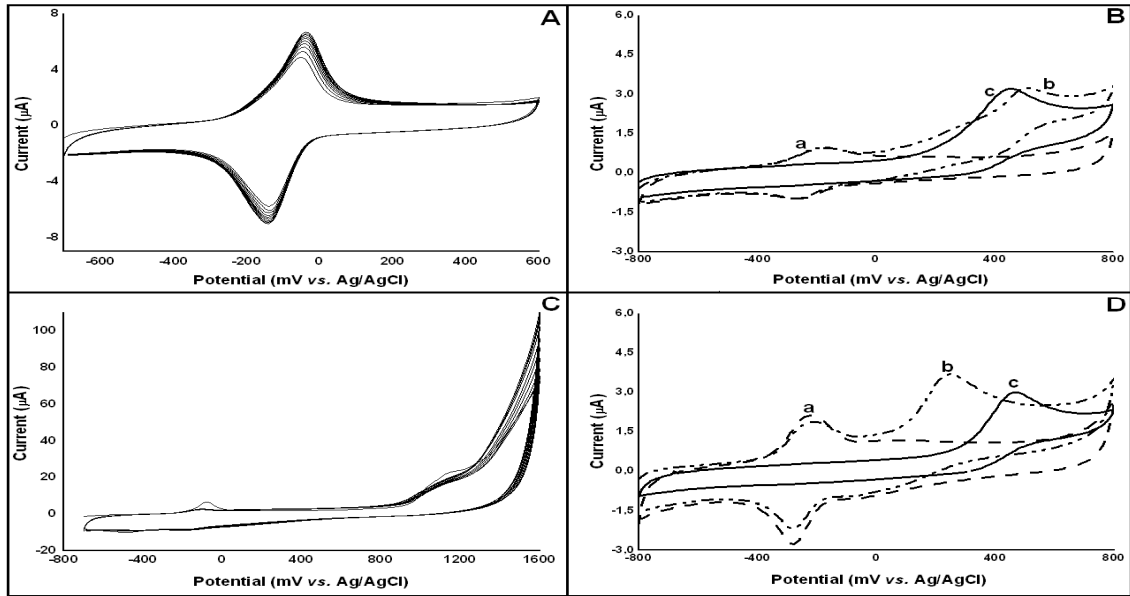 A
8
4
0
-4
-8
Current (µA)
-600 -400 -200 0 200 400 600
Potential (mV vs. Ag/AgCl)
B
6.0
4.5
3.0
1.5
0.0
-1.5
-3.0
Current (µA)
a
c
b
-800 -400 0 400 800
Potential (mV vs. Ag/AgCl)
C
100
80
60
40
20
0
-20
Current (µA)
-800 -400 0 400 800 1200 1600
Potential (mV vs. Ag/AgCl)
D
6.0
4.5
3.0
1.5
0.0
-1.5
-3.0
Current (µA)
a
b
c
-800 -400 0 400 800
Potential (mV vs. Ag/AgCl)